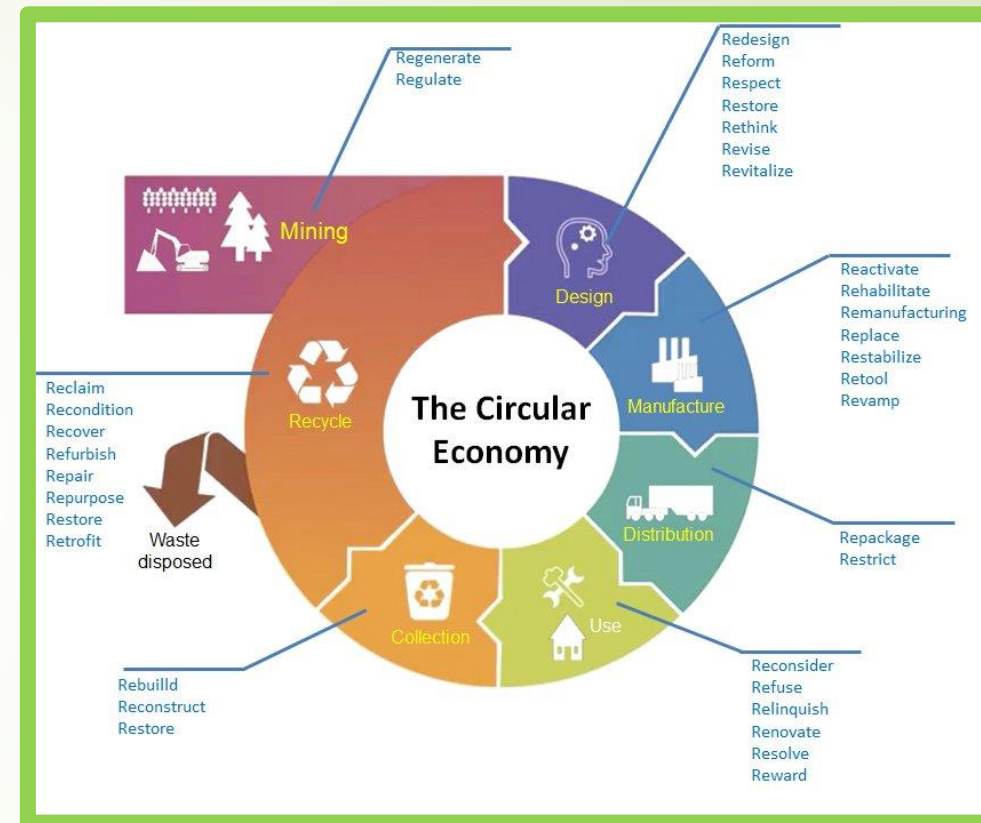 Regenerate
Regulate
Redesign
Reform
Respect
Restore
Rethink
Revise
Revitalize
Mining
Design
Reactivate
Rehabilitate
Remanufacturing
Replace
Restabilize
Retool
Revamp
Manufacture
The Circular
Economy
Recycle
Reclaim
Recondition
Recover
Refurbish
Repair
Repurpose
Restore
Retrofit
Waste
disposed
Distribution
Repackage
Restrict
Use
Collection
Reconsider
Refuse
Relinquish
Renovate
Resolve
Reward
Rebuilld
Reconstruct
Restore